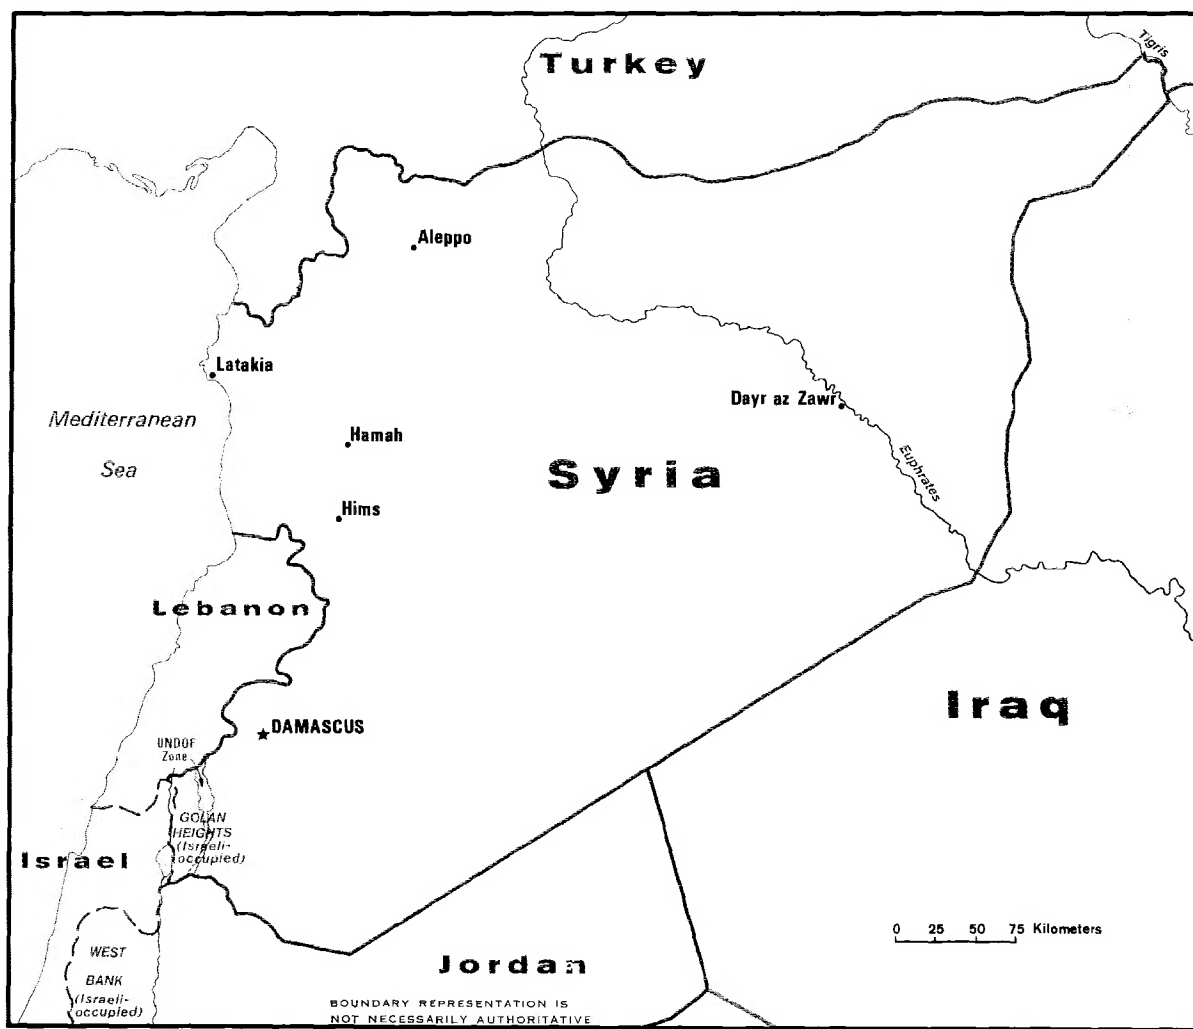 Tigris
Turkey
Aleppo
Latakia
Mediterranean
Sea
Dayr az Zawr
Hamah
Syria
Euphrates
Hims
Lebanon
Iraq
DAMASCUS
UNDOF
Zone
GOLAN
HEIGHTS
(Israeli-
occupied)
Israel
0 25 50 75 Kilometers
WEST
BANK
(Israeli-
occupied)
Jordan
BOUNDARY REPRESENTATION IS
NOT NECESSARILY AUTHORITATIVE